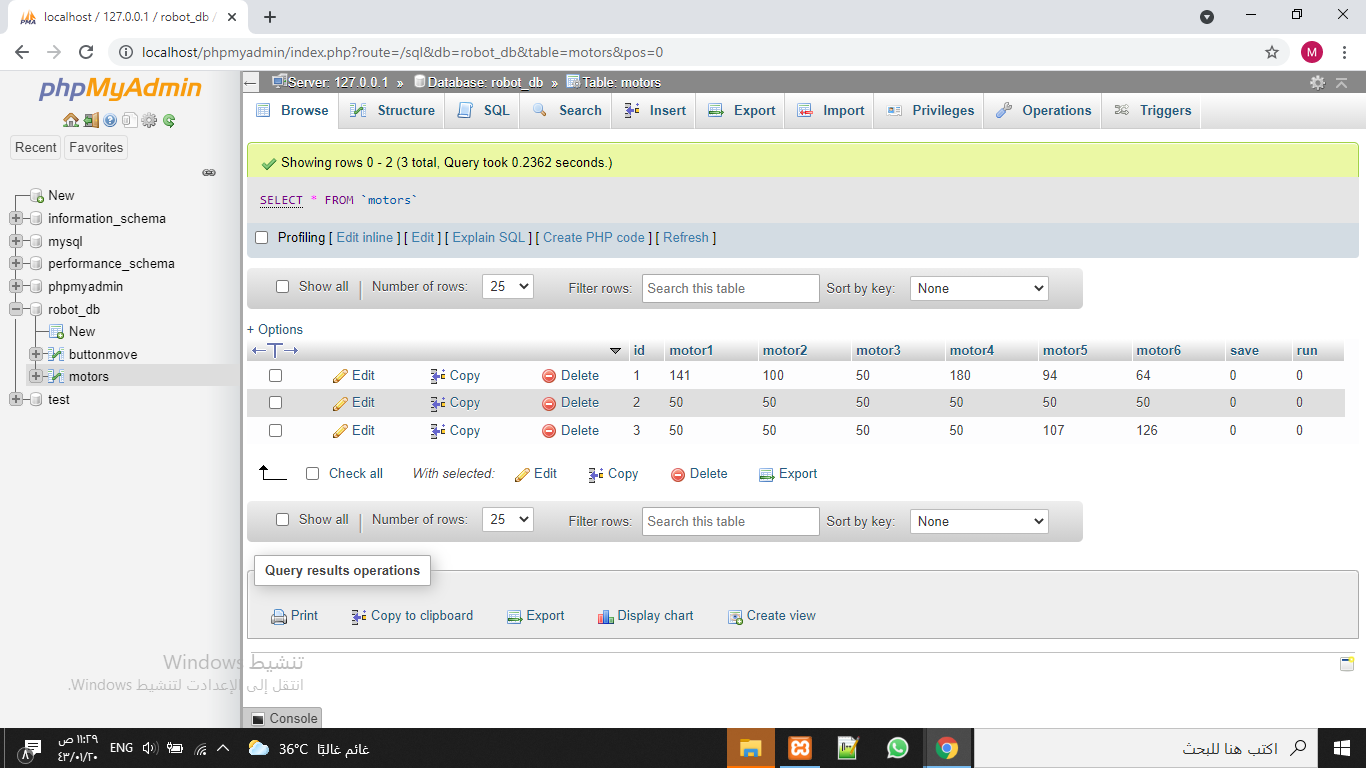 localhost / 127.0.0.1 / robot_db /
localhost/phpmyadmin/index.php?route=/sql&db=robot_db&table=motors&pos=0
M
phpMyAdmin
Recent Favorites
New
information_schema
mysql
performance_schema
phpmyadmin
robot_db
New
buttonmove
motors
test
Server: 127.0.0.1 » Database: robot_db » Table: motors
Browse Structure SQL Search Insert Export Import Privileges Operations Triggers
Showing rows 0 - 2 (3 total, Query took 0.2362 seconds.)
SELECT * FROM `motors`
Profiling [ Edit inline ] [ Edit ] [ Explain SQL ] [ Create PHP code ] [ Refresh ]
Show all Number of rows: 25 Filter rows: Search this table Sort by key: None
+ Options
id motor1 motor2 motor3 motor4 motor5 motor6 save run
Edit Copy Delete 1 141 100 50 180 94 64 0 0
Edit Copy Delete 2 50 50 50 50 50 50 0 0
Edit Copy Delete 3 50 50 50 50 107 126 0 0
Check all With selected: Edit Copy Delete Export
Show all Number of rows: 25 Filter rows: Search this table Sort by key: None
Query results operations
Print Copy to clipboard Export Display chart Create view
تنشيط Windows
انتقل إلى الإعدادت لتنشيط Windows.
Console
١١:٢٩ ص
٤٣/٠١/٢٠
٨
ENG
36°C غائم غالبًا
اكتب هنا للبحث